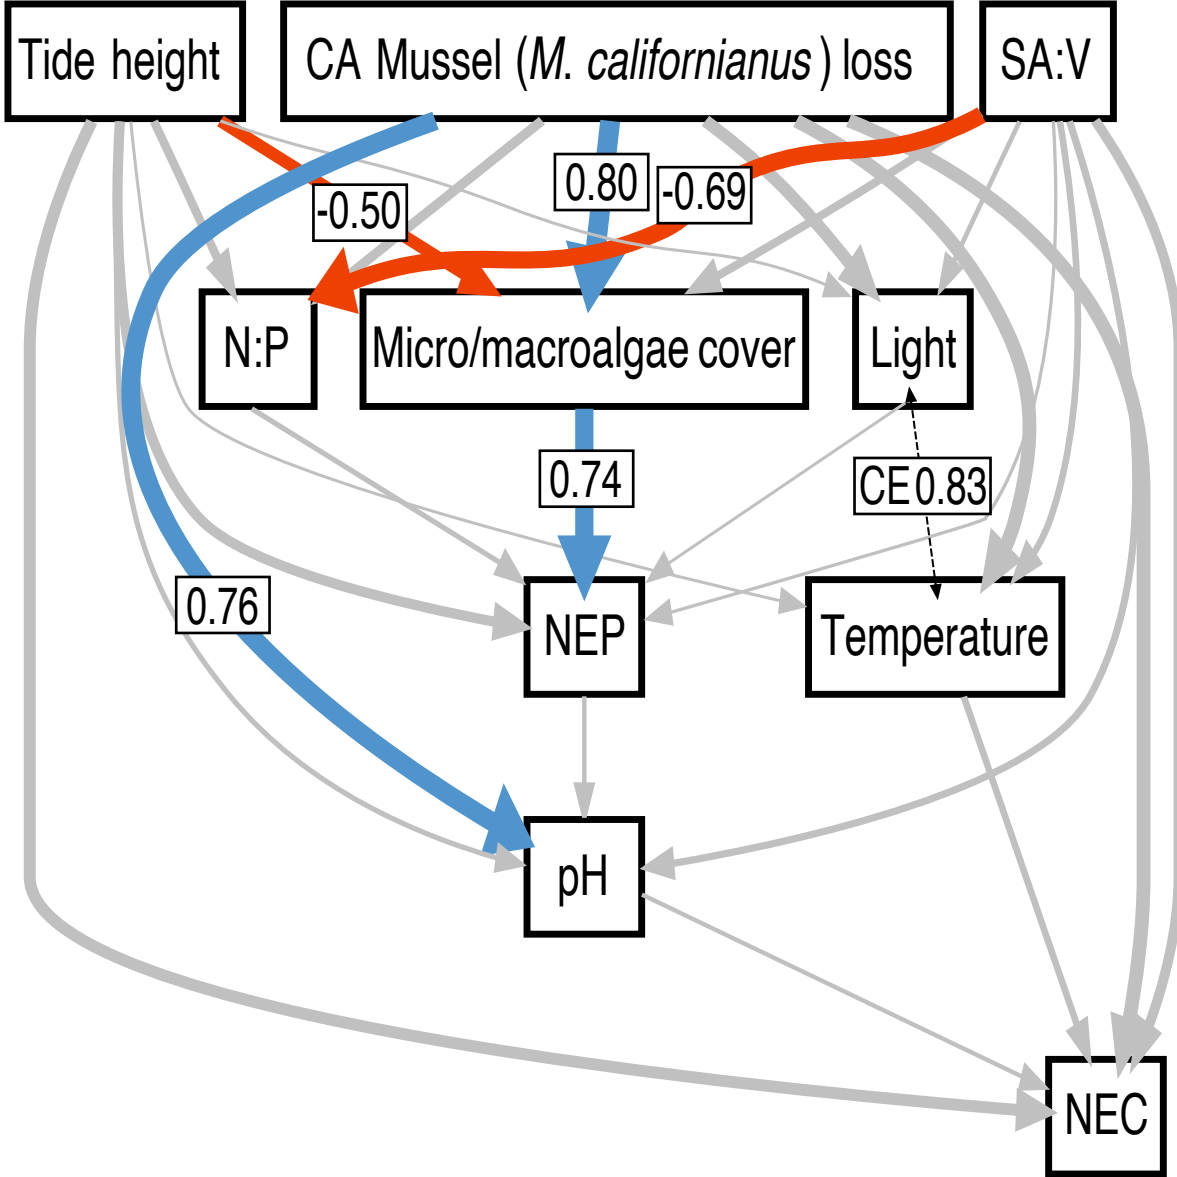 Tide height
CA Mussel (M. californianus) loss
SA:V
0.80
-0.69
-0.50
N:P
Micro/macroalgae cover
Light
0.74
CE 0.83
0.76
NEP
Temperature
pH
NEC